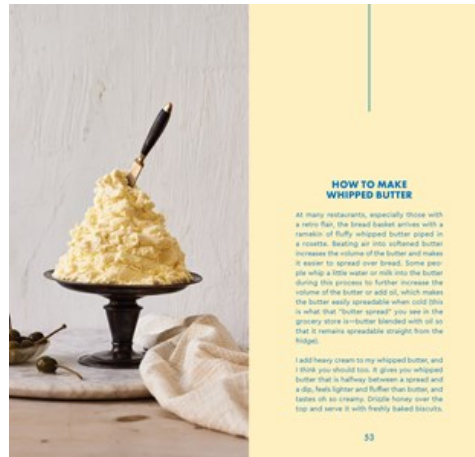 HOW TO MAKE
WHIPPED BUTTER
At many restaurants, especially those with
a retro flair, the bread basket arrives with a
ramekin of fluffy whipped butter piped in
a rosette. Beating air into softened butter
increases the volume of the butter and makes
it easier to spread over bread. Some peo-
ple whip a little water or milk into the butter
during this process to further increase the
volume of the butter or add oil, which makes
the butter easily spreadable when cold (this
is what that "butter spread" you see in the
grocery store is—butter blended with oil so
that it remains spreadable straight from the
fridge).
I add heavy cream to my whipped butter, and
I think you should too. It gives you whipped
butter that is halfway between a spread and
a dip, feels lighter and fluffier than butter, and
tastes oh so creamy. Drizzle honey over the
top and serve it with freshly baked biscuits.
53